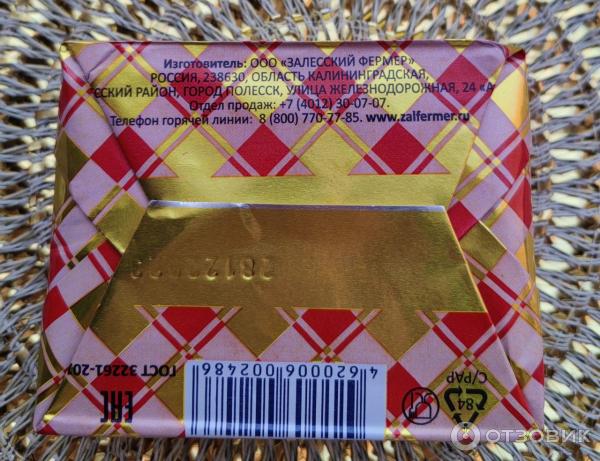 Изготовитель: ООО «ЗАЛЕССКИЙ ФЕРМЕР»
РОССИЯ, 238630, ОБЛАСТЬ КАЛИНИНГРАДСКАЯ,
ССКИЙ РАЙОН, ГОРОД ПОЛЕССК, УЛИЦА ЖЕЛЕЗНОДОРОЖНАЯ, 24 «А
Отдел продаж: +7 (4012) 30-07-07.
Телефон горячей линии: 8 (800) 770-77-85. www.zalfermer.ru
ГОСТ 32261-20
EAC
4620006002486
84
C/PAP
ОТЗОВИК